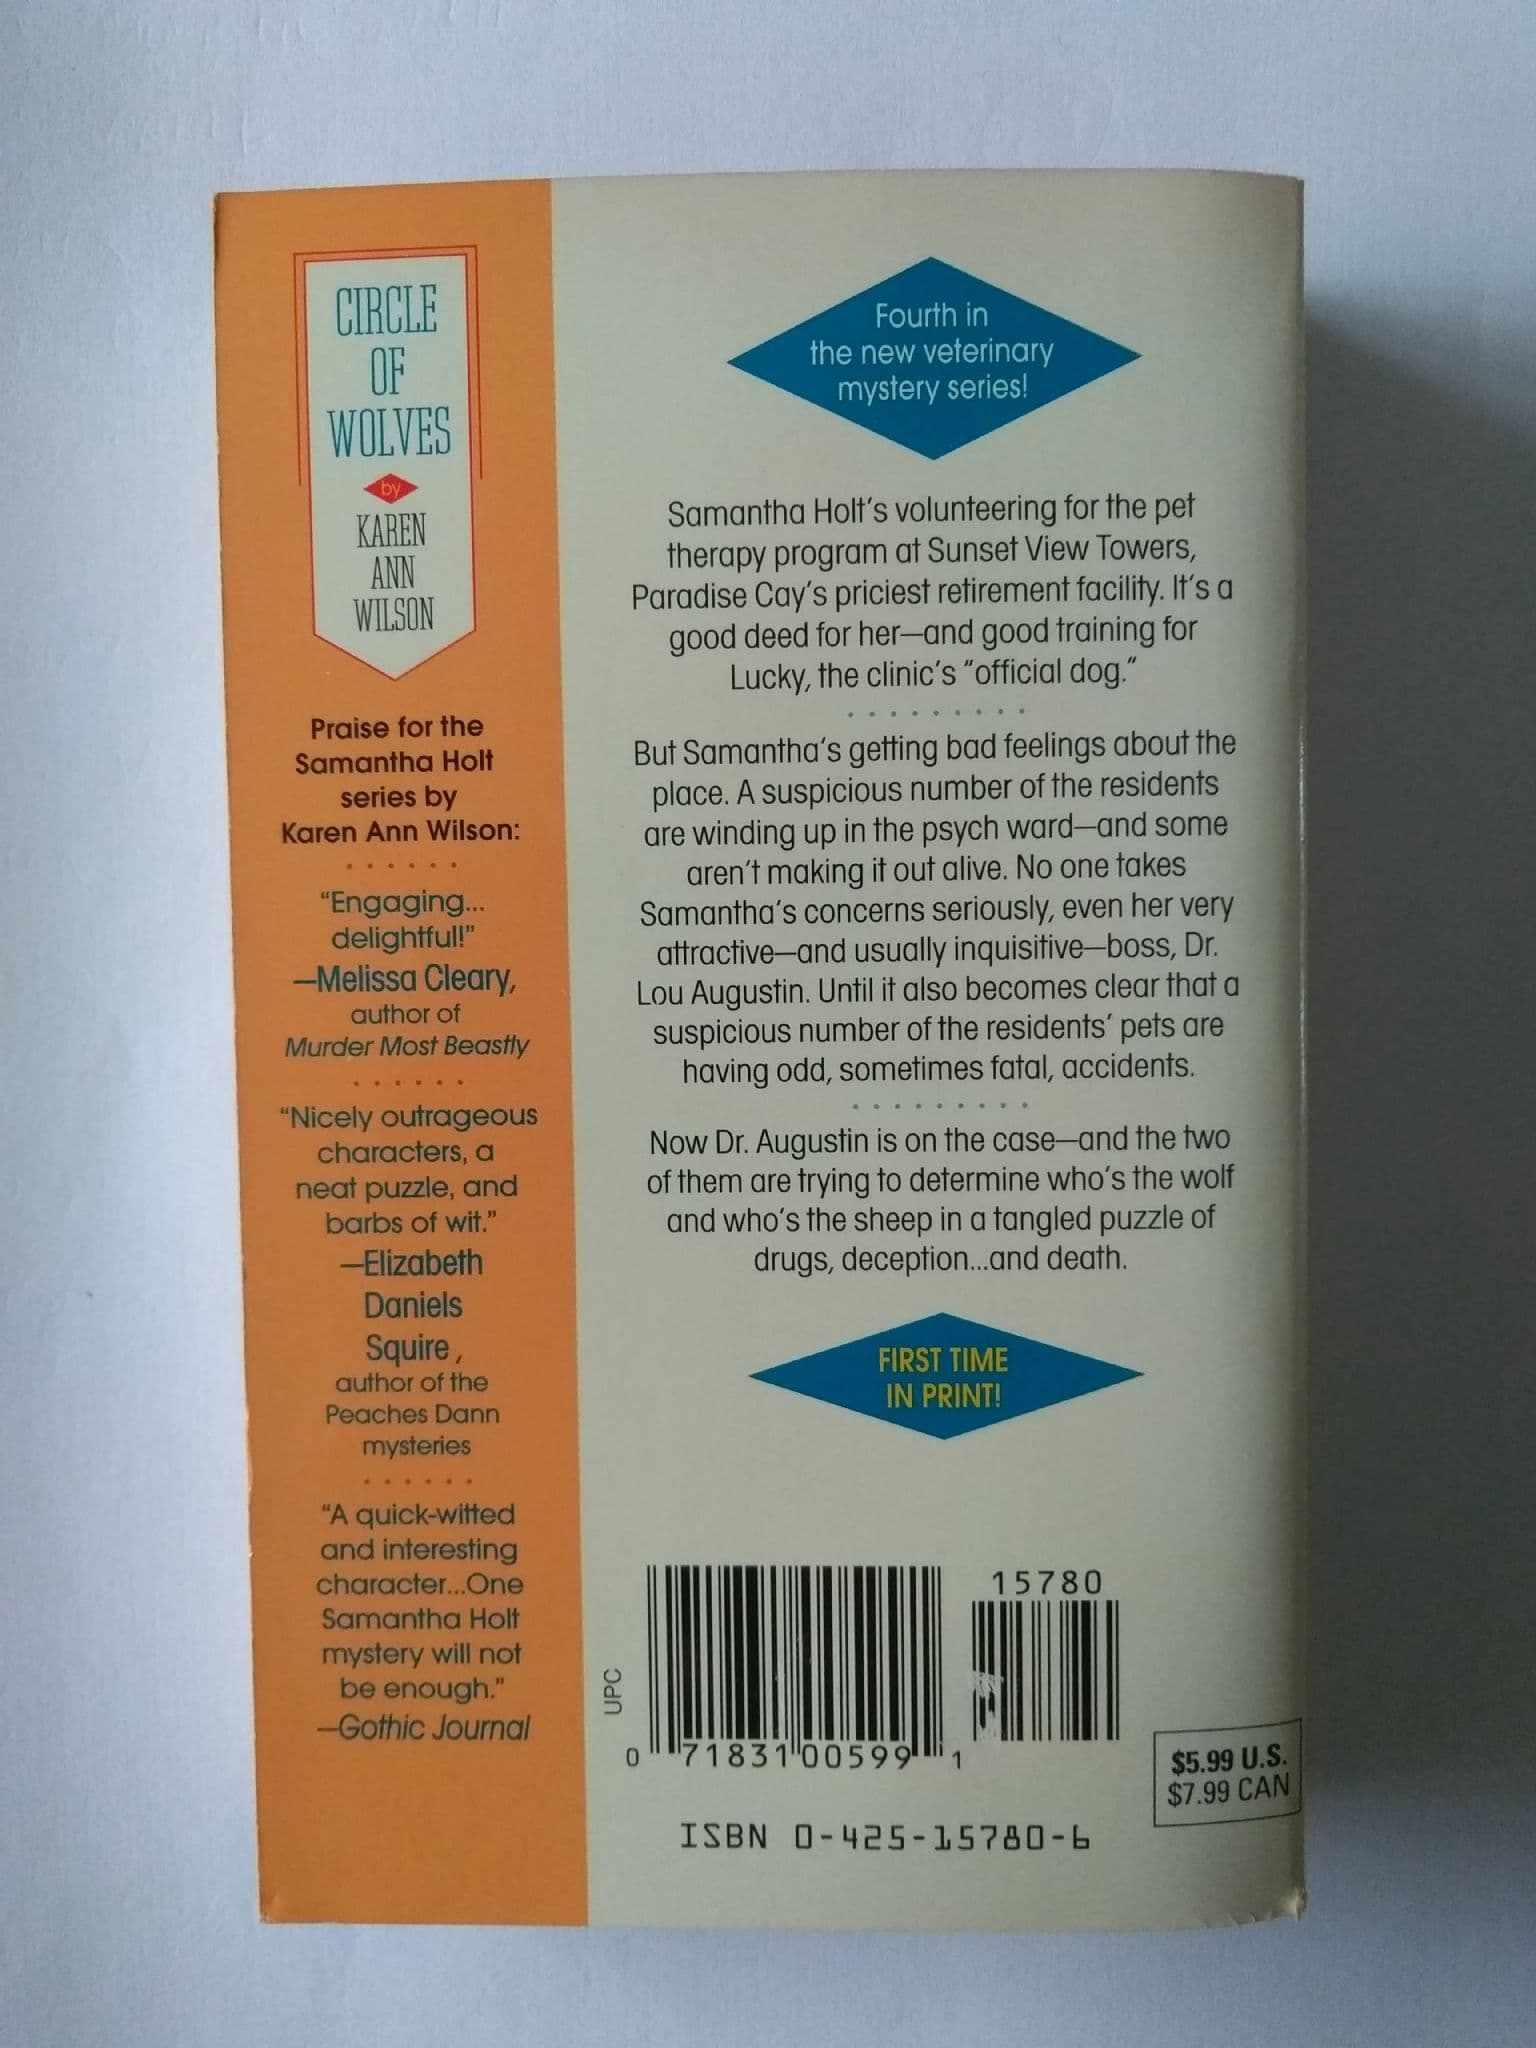 CIRCLE
OF
WOLVES
by
KAREN
ANN
WILSON
Praise for the
Samantha Holt
series by
Karen Ann Wilson:
“Engaging...
delightful!”
—Melissa Cleary,
author of
Murder Most Beastly
“Nicely outrageous
characters, a
neat puzzle, and
barbs of wit.”
—Elizabeth
Daniels
Squire,
author of the
Peaches Dann
mysteries
“A quick-witted
and interesting
character...One
Samantha Holt
mystery will not
be enough.”
—Gothic Journal
Fourth in
the new veterinary
mystery series!
Samantha Holt’s volunteering for the pet
therapy program at Sunset View Towers,
Paradise Cay’s priciest retirement facility. It’s a
good deed for her—and good training for
Lucky, the clinic’s “official dog.”
But Samantha’s getting bad feelings about the
place. A suspicious number of the residents
are winding up in the psych ward—and some
aren’t making it out alive. No one takes
Samantha’s concerns seriously, even her very
attractive—and usually inquisitive—boss, Dr.
Lou Augustin. Until it also becomes clear that a
suspicious number of the residents’ pets are
having odd, sometimes fatal, accidents.
Now Dr. Augustin is on the case—and the two
of them are trying to determine who’s the wolf
and who’s the sheep in a tangled puzzle of
drugs, deception...and death.
FIRST TIME
IN PRINT!
15780
UPC
0 71831 00599 1
$5.99 U.S.
$7.99 CAN
ISBN 0-425-15780-6